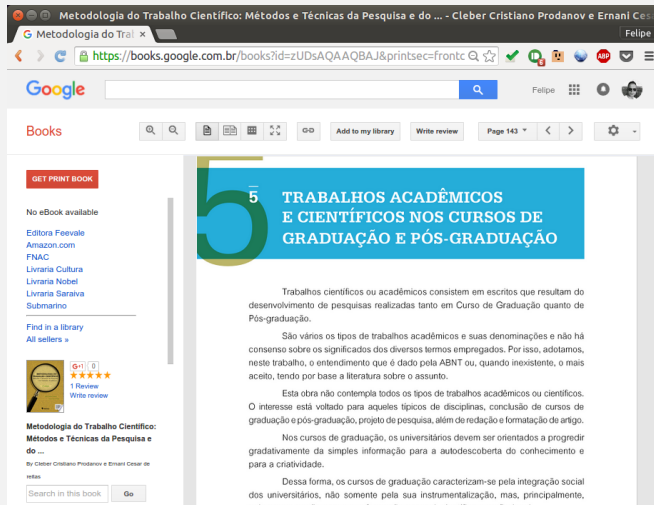 Metodologia do Trabalho Científico: Métodos e Técnicas da Pesquisa e do ... - Cleber Cristiano Prodanov e Ernani Ces
G Metodologia do Tral ×
Felipe
https://books.google.com.br/books?id=zUDsAQAAQBAJ&printsec=frontc
ABP
Google
Felipe
Books
Add to my library
Write review
Page 143
GET PRINT BOOK
No eBook available
Editora Feevale
Amazon.com
FNAC
Livraria Cultura
Livraria Nobel
Livraria Saraiva
Submarino
Find in a library
All sellers »
G+1 0
1 Review
Write review
Metodologia do Trabalho Científico:
Métodos e Técnicas da Pesquisa e
do ...
By Cleber Cristiano Prodanov e Ernani Cesar de
Search in this book
Go
5
5
TRABALHOS ACADÊMICOS
E CIENTÍFICOS NOS CURSOS DE
GRADUAÇÃO E PÓS-GRADUAÇÃO
Trabalhos científicos ou acadêmicos consistem em escritos que resultam do
desenvolvimento de pesquisas realizadas tanto em Curso de Graduação quanto de
Pós-graduação.
São vários os tipos de trabalhos acadêmicos e suas denominações e não há
consenso sobre os significados dos diversos termos empregados. Por isso, adotamos,
neste trabalho, o entendimento que é dado pela ABNT ou, quando inexistente, o mais
aceito, tendo por base a literatura sobre o assunto.
Esta obra não contempla todos os tipos de trabalhos acadêmicos ou científicos.
O interesse está voltado para aqueles típicos de disciplinas, conclusão de cursos de
graduação e pós-graduação, projeto de pesquisa, além de redação e formatação de artigo.
Nos cursos de graduação, os universitários devem ser orientados a progredir
gradativamente da simples informação para a autodescoberta do conhecimento e
para a criatividade.
Dessa forma, os cursos de graduação caracterizam-se pela integração social
dos universitários, não somente pela sua instrumentalização, mas, principalmente,